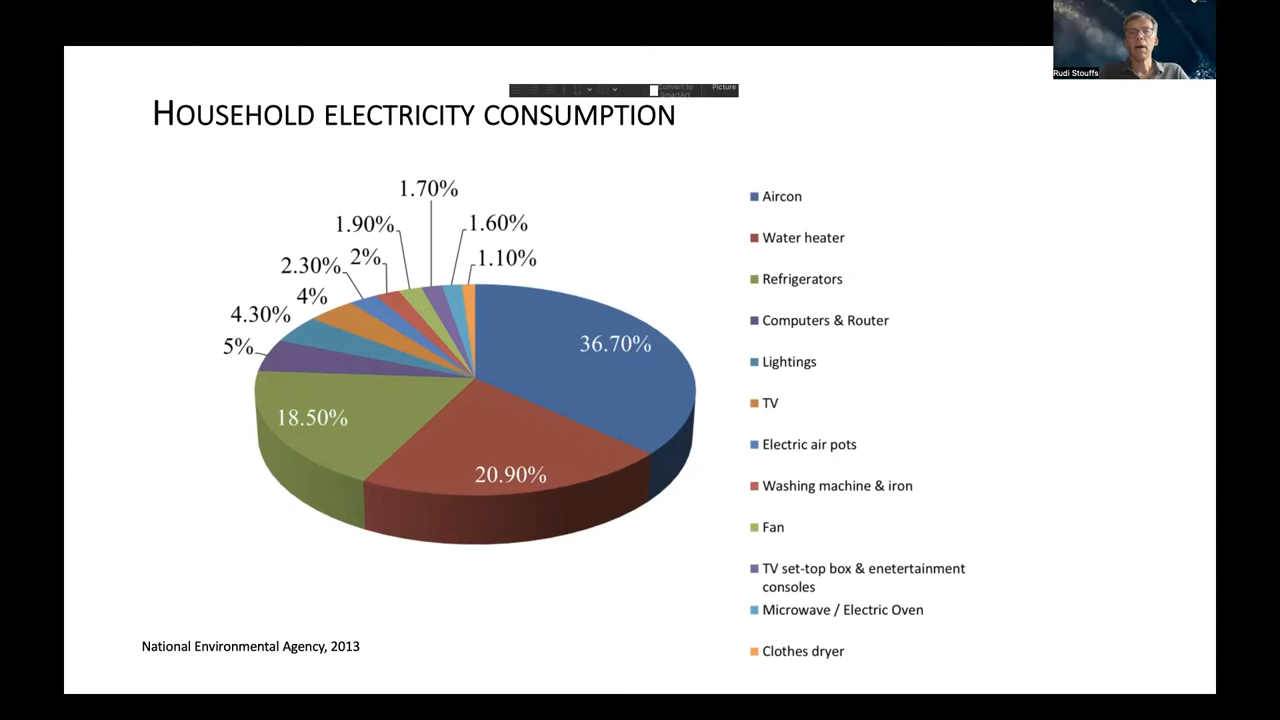 Rudi Stouffs
Convert to
SmartArt
Picture
HOUSEHOLD ELECTRICITY CONSUMPTION
1.70%
1.90%
1.60%
2.30%
2%
1.10%
4%
4.30%
5%
36.70%
18.50%
20.90%
Aircon
Water heater
Refrigerators
Computers & Router
Lightings
TV
Electric air pots
Washing machine & iron
Fan
TV set-top box & enetertainment
consoles
Microwave / Electric Oven
Clothes dryer
National Environmental Agency, 2013